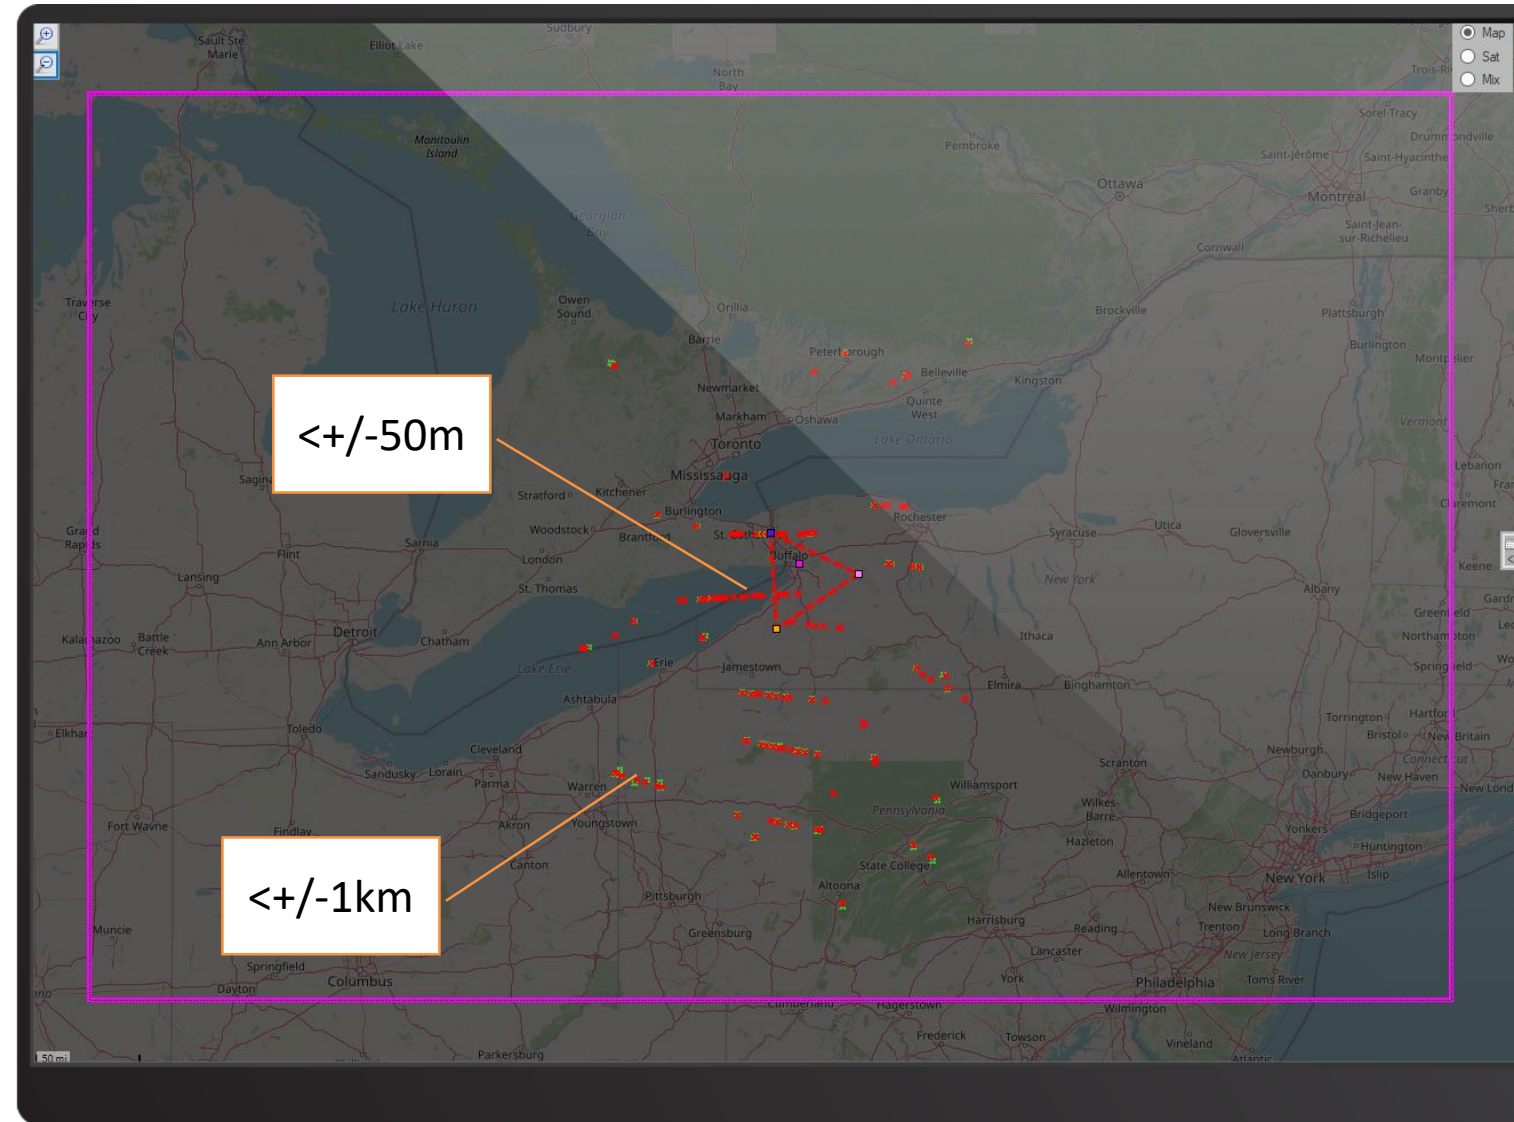 Sudbury
Sault Ste.
Marie
Elliot Lake
Map
Sat
Mix
North
Bay
Sorel-Tracy
Manitoulin
Island
Pembroke
Saint-Jérôme
Saint-Hyacinthe
Ottawa
Montréal
Granby
Georgian
Bay
Saint-Jean-
sur-Richelieu
Cornwall
Traverse
City
Lake Huron
Owen
Sound
Orillia
Brockville
Plattsburgh
Barrie
Peterborough
Burlington
Montpelier
Belleville
Kingston
Newmarket
Quinte
West
Markham
Oshawa
Vermont
<+/-50m
Toronto
Lake Ontario
Mississauga
Lebanon
Claremont
Stratford
Kitchener
Burlington
Rochester
Grand
Rapids
Woodstock
Brantford
Syracuse
Utica
Gloversville
Sarnia
Flint
London
Buffalo
Keene
Lansing
St. Thomas
New York
Albany
Greenfield
Kalamazoo
Battle
Creek
Ann Arbor
Detroit
Chatham
Ithaca
Northampton
Lake Erie
Erie
Jamestown
Springfield
Elmira
Binghamton
Ashtabula
Toledo
Torrington
Hartford
Bristol
New Britain
Cleveland
Newburgh
Connecticut
Sandusky
Lorain
Parma
Warren
Williamsport
Scranton
Danbury
New Haven
New Lond
Pennsylvania
Wilkes-
Barre
Bridgeport
Fort Wayne
Findlay
Akron
Youngstown
Yonkers
Huntington
Hazleton
State College
Canton
Allentown
New York
Islip
Altoona
<+/-1km
Pittsburgh
New Brunswick
Muncie
Greensburg
Harrisburg
Reading
Trenton
Long Branch
Lancaster
New Jersey
Springfield
Dayton
Columbus
York
Philadelphia
Toms River
Cumberland
Hagerstown
Wilmington
Frederick
Towson
Vineland
50 mi
Parkersburg
Atlantic